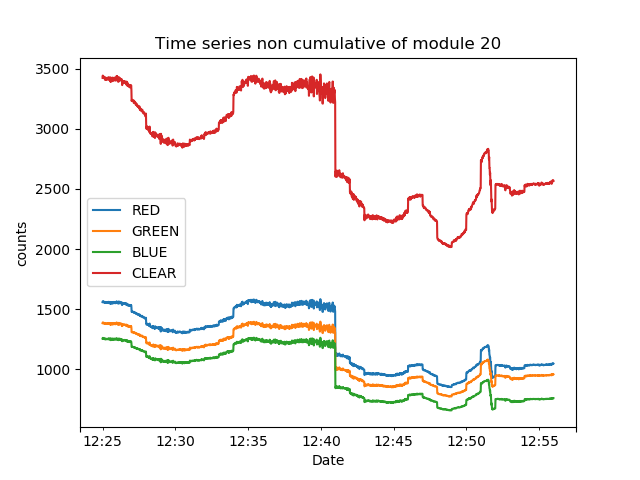 Time series non cumulative of module 20
counts
3500
3000
2500
2000
1500
1000
RED
GREEN
BLUE
CLEAR
12:25 12:30 12:35 12:40 12:45 12:50 12:55
Date